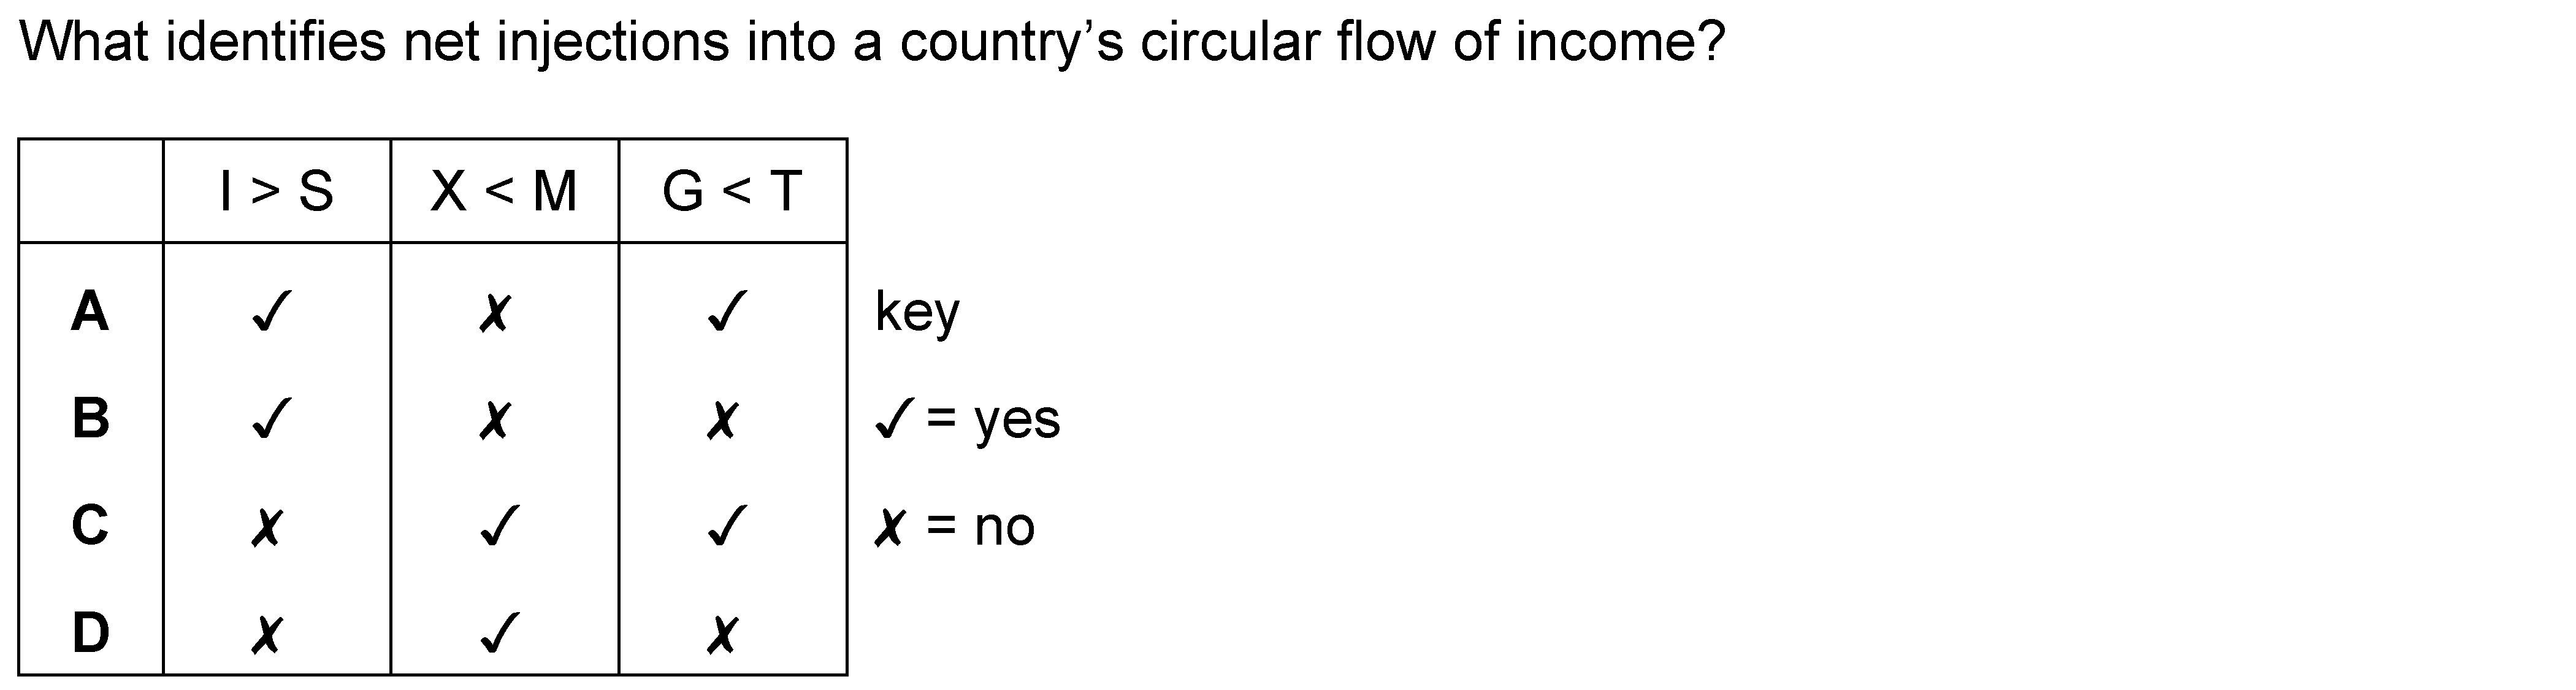 What identifies net injections into a country’s circular flow of income?
I > S X < M G < T
A ✓ ✗ ✓ key
B ✓ ✗ ✗ ✓ = yes
C ✗ ✓ ✓ ✗ = no
D ✗ ✓ ✗